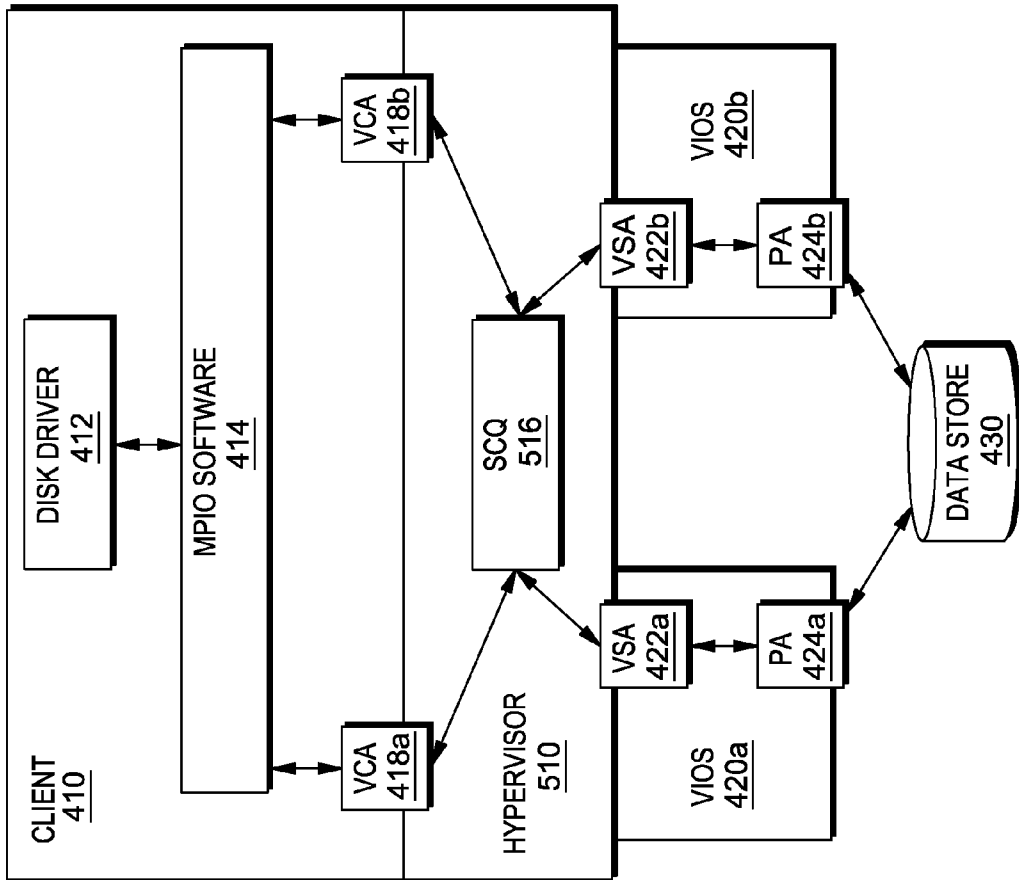 CLIENT
410
DISK DRIVER
412
MPIO SOFTWARE
414
VCA
418a
VCA
418b
HYPERVISOR
510
SCQ
516
VSA
422a
VSA
422b
VIOS
420a
VIOS
420b
PA
424a
PA
424b
DATA STORE
430